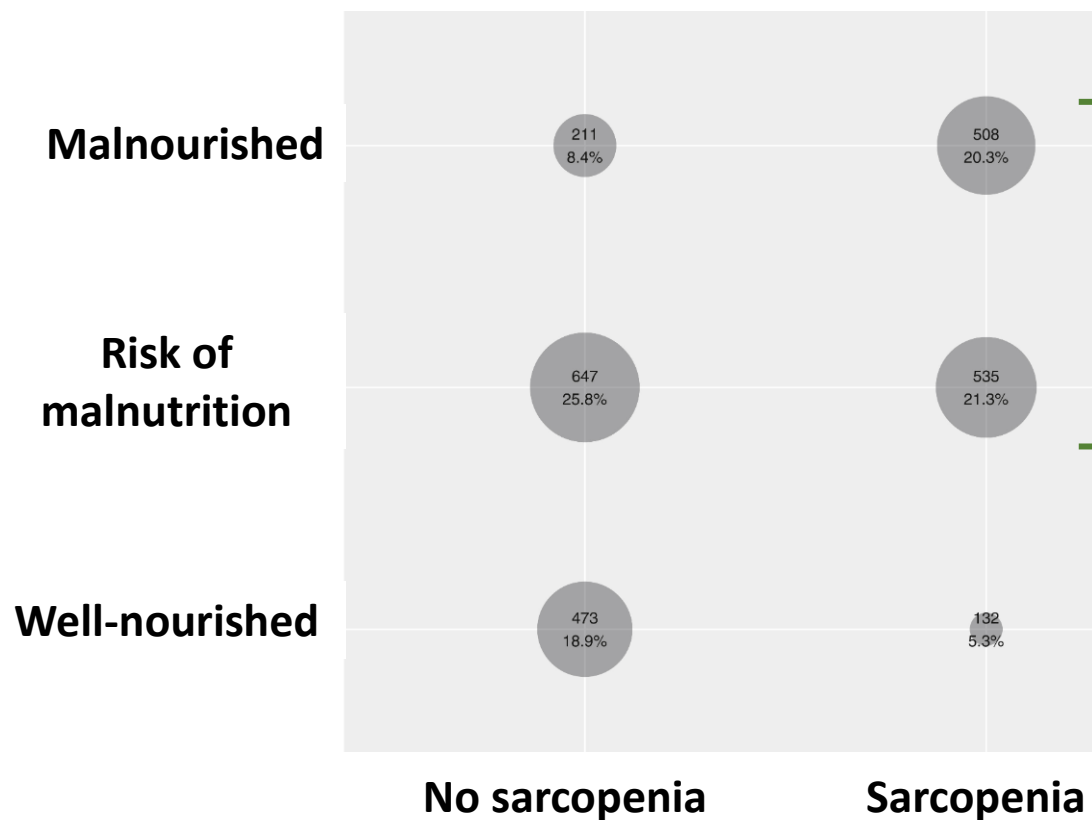 Malnourished
211
8.4%
508
20.3%
Risk of
malnutrition
647
25.8%
535
21.3%
Well-nourished
473
18.9%
132
5.3%
No sarcopenia
Sarcopenia